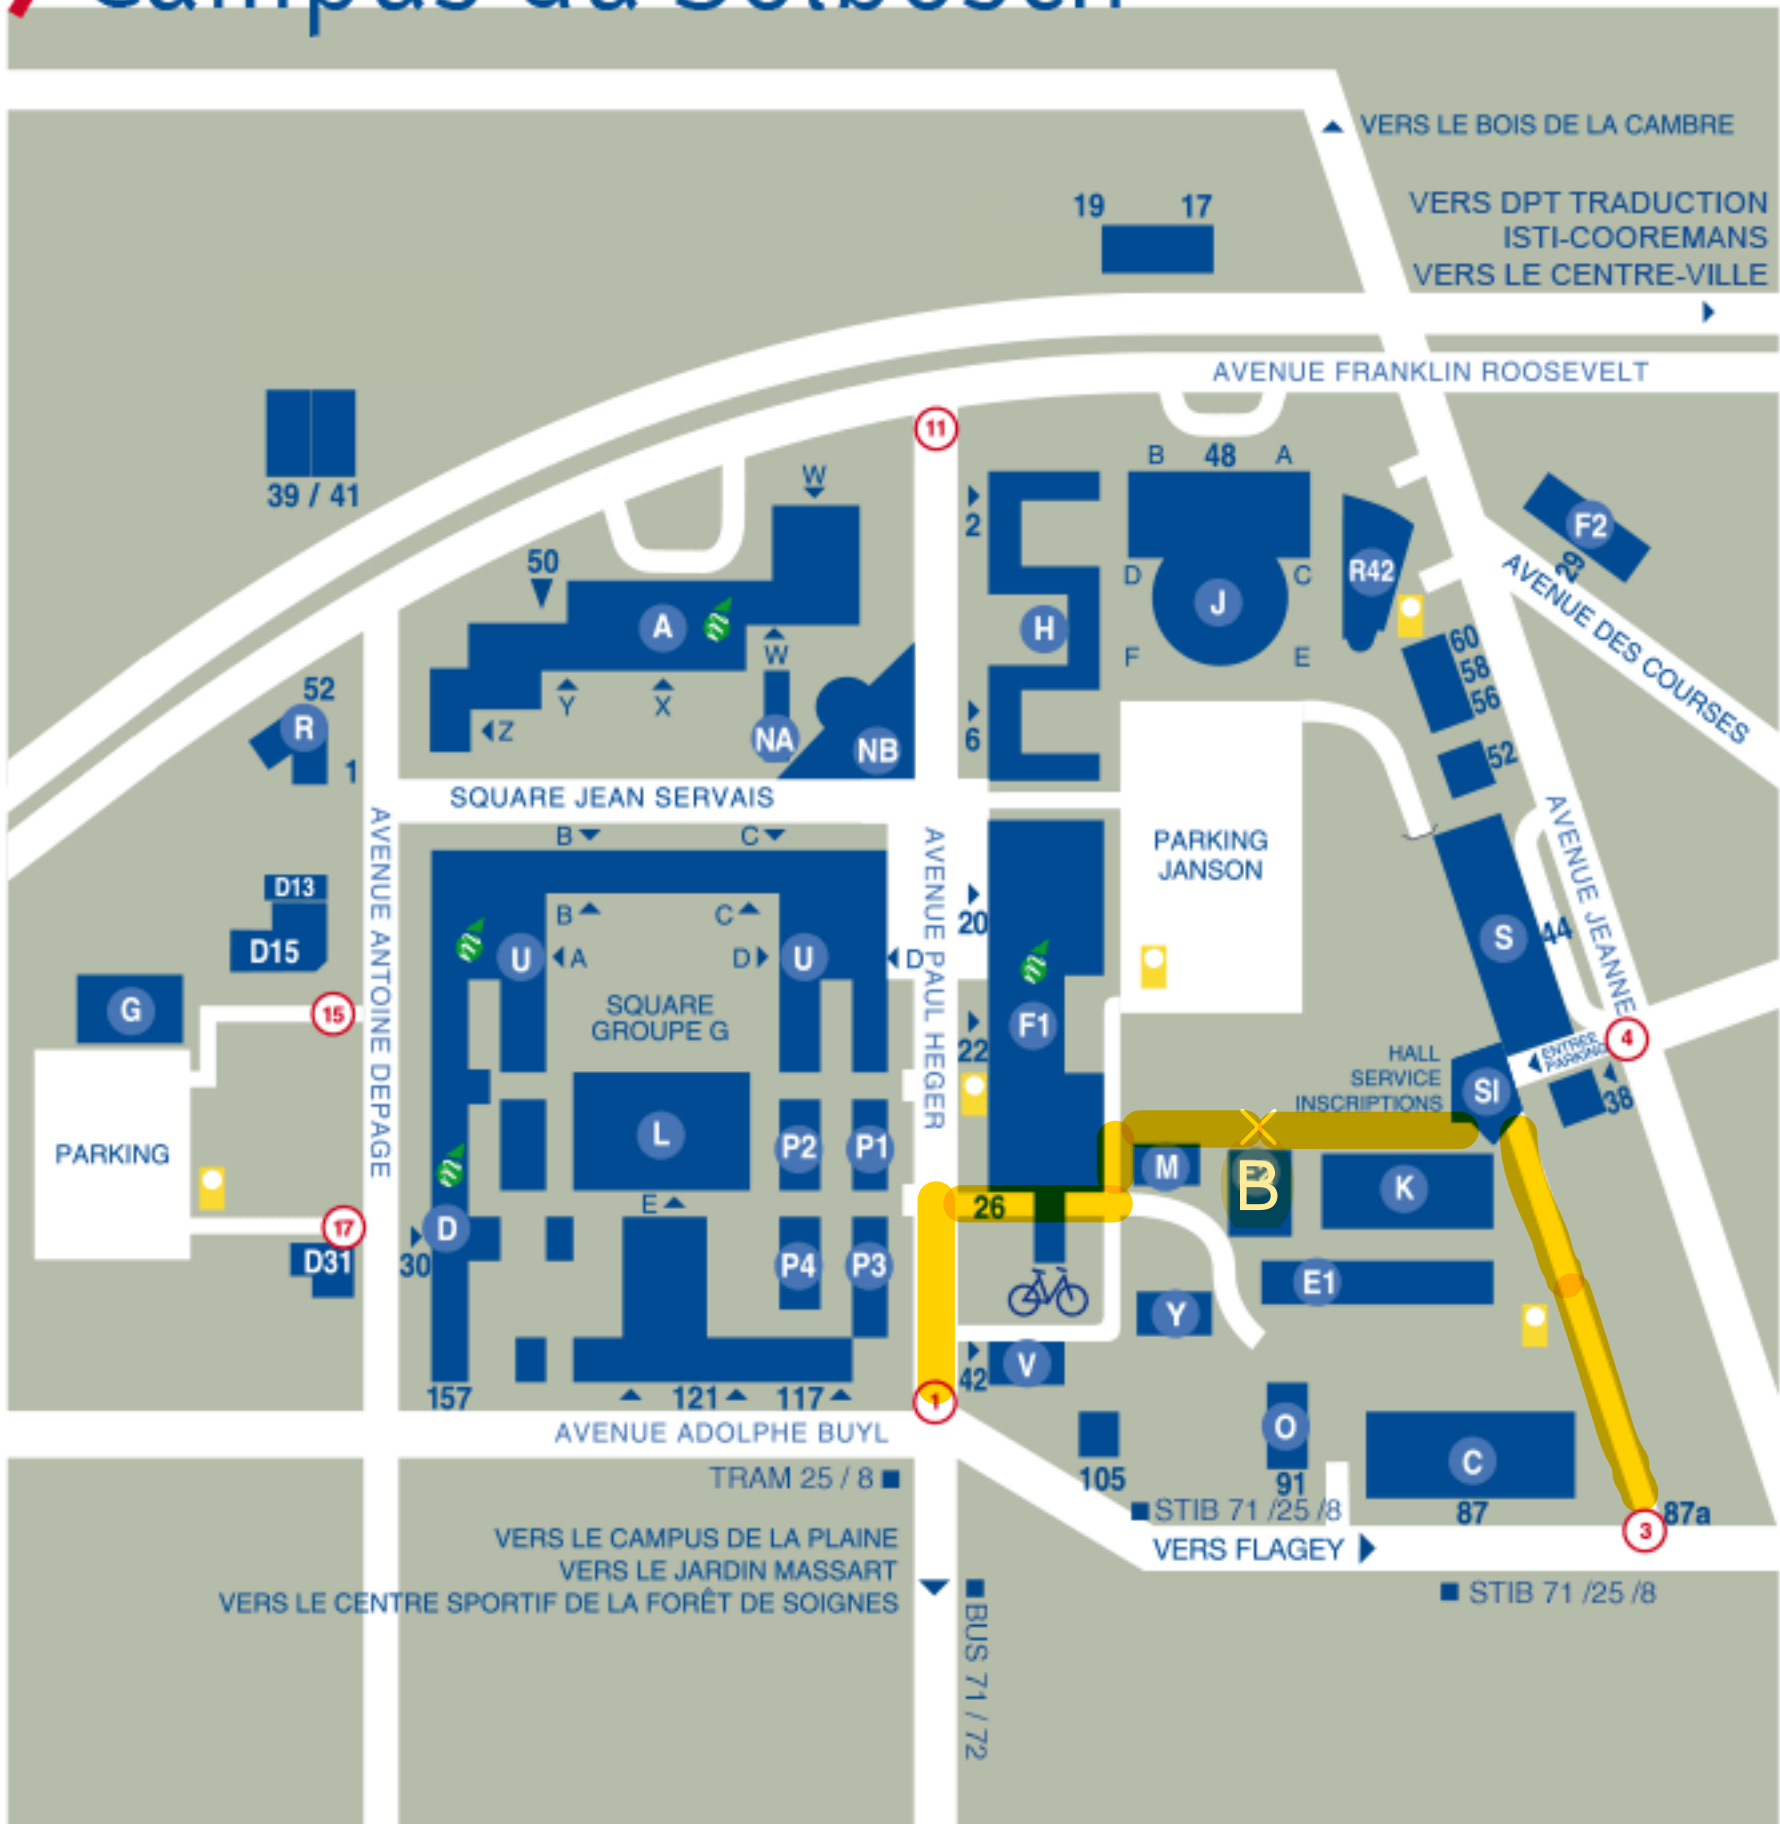 Campus du Solbosch
VERS LE BOIS DE LA CAMBRE
VERS DPT TRADUCTION
ISTI-COOREMANS
VERS LE CENTRE-VILLE
19 17
AVENUE FRANKLIN ROOSEVELT
11
39 / 41
W
B 48 A
2
F2
29
50
R42
D C
J
AVENUE DES COURSES
A
H
W
F E
60
58
56
52
R
Y X
Z
NA
NB
6
52
1
SQUARE JEAN SERVAIS
B C
AVENUE ANTOINE DEPAGE
AVENUE PAUL HEGER
PARKING
JANSON
AVENUE JEANNE
D13
B C
20
D15
U A D U D
S 44
G
15
SQUARE
GROUPE G
F1
22
ENTREE
PARKING
4
HALL
SERVICE
INSCRIPTIONS
SI
38
L
P2 P1
PARKING
M
B
K
E
26
17
D
30
D31
P4 P3
E1
Y
V
42
157 121 117
1
AVENUE ADOLPHE BUYL
O
C
TRAM 25 / 8
105
91
STIB 71 /25 /8
87
87a
3
VERS FLAGEY
VERS LE CAMPUS DE LA PLAINE
VERS LE JARDIN MASSART
VERS LE CENTRE SPORTIF DE LA FORÊT DE SOIGNES
BUS 71 / 72
STIB 71 /25 /8